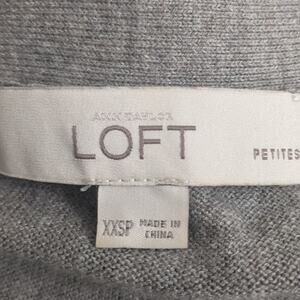 ANN TAYLOR
LOFT
PETITES
XXSP
MADE IN
CHINA